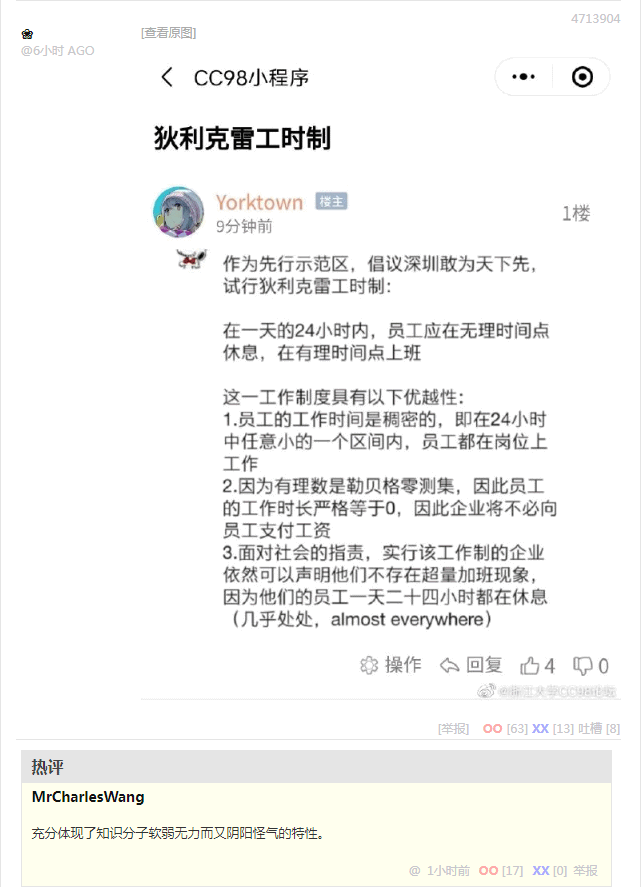 4713904
❀
[查看原图]
@6小时 AGO
CC98小程序
狄利克雷工时制
Yorktown 楼主
1楼
9分钟前
作为先行示范区，倡议深圳敢为天下先，
试行狄利克雷工时制：
在一天的24小时内，员工应在无理时间点
休息，在有理时间点上班
这一工作制度具有以下优越性：
1.员工的工作时间是稠密的，即在24小时
中任意小的一个区间内，员工都在岗位上
工作
2.因为有理数是勒贝格零测集，因此员工
的工作时长严格等于0，因此企业将不必向
员工支付工资
3.面对社会的指责，实行该工作制的企业
依然可以声明他们不存在超量加班现象，
因为他们的员工一天二十四小时都在休息
（几乎处处，almost everywhere）
操作 回复 4 0
@浙江大学CC98论坛
[举报] OO [63] XX [13] 吐槽 [8]
热评
MrCharlesWang
充分体现了知识分子软弱无力而又阴阳怪气的特性。
@ 1小时前 OO [17] XX [0] 举报